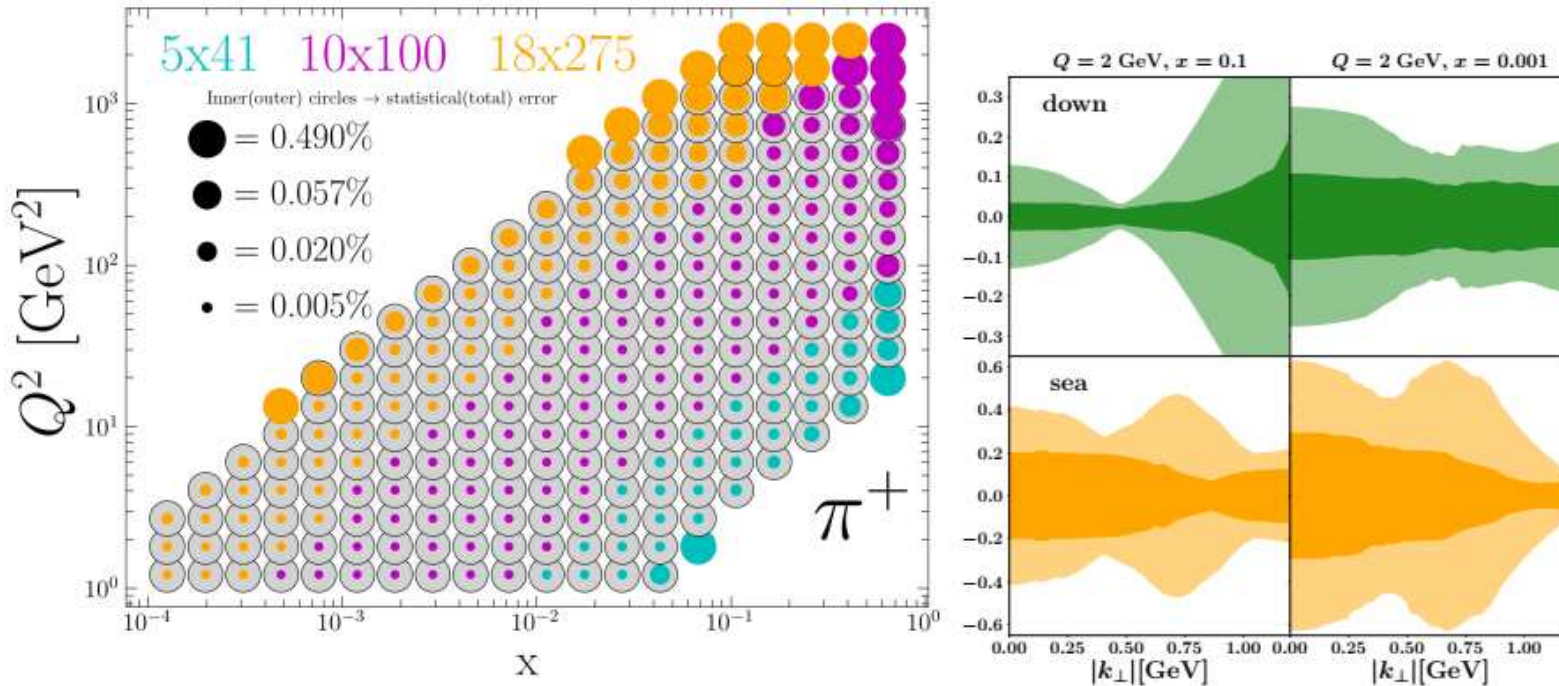 5x41 10x100 18x275
Inner(outer) circles → statistical(total) error
= 0.490%
= 0.057%
= 0.020%
= 0.005%
π⁺
Q² [GeV²]
10³
10²
10¹
10⁰
10⁻⁴ 10⁻³ 10⁻² 10⁻¹ 10⁰
x
Q = 2 GeV, x = 0.1 Q = 2 GeV, x = 0.001
down
0.3
0.2
0.1
0.0
−0.1
−0.2
−0.3
sea
0.6
0.4
0.2
0.0
−0.2
−0.4
−0.6
0.00 0.25 0.50 0.75 1.00 0.00 0.25 0.50 0.75 1.00
|k⊥|[GeV] |k⊥|[GeV]